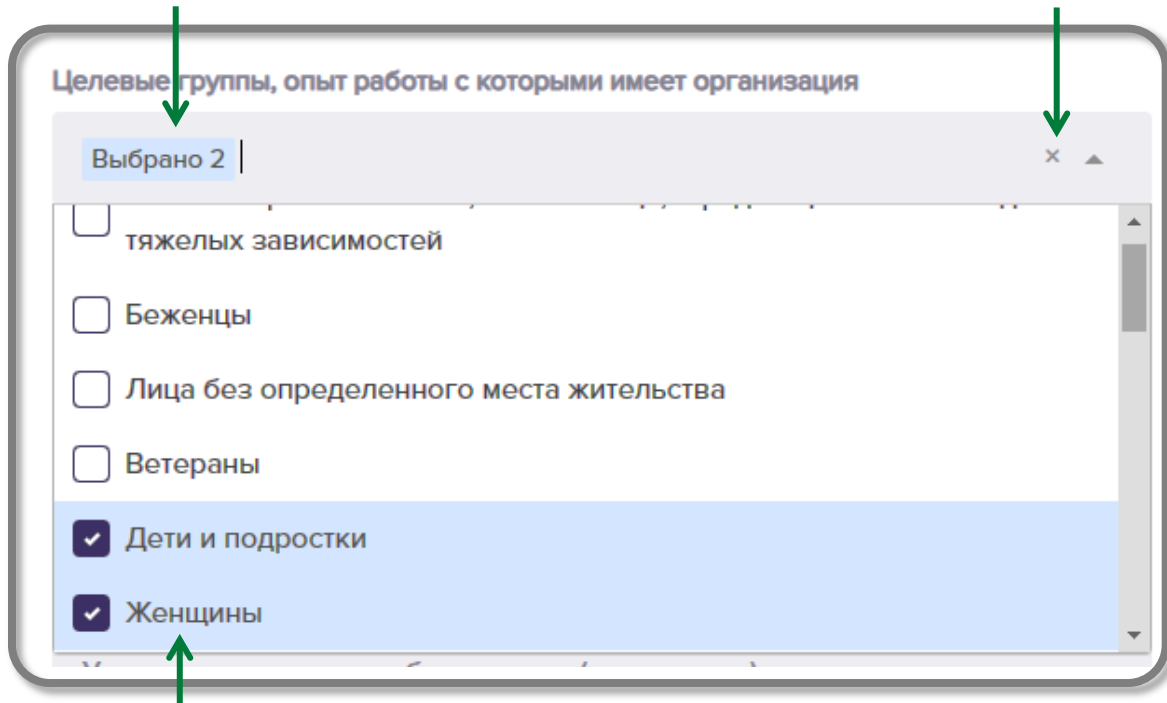 Целевые группы, опыт работы с которыми имеет организация
Выбрано 2
тяжелых зависимостей
Беженцы
Лица без определенного места жительства
Ветераны
Дети и подростки
Женщины